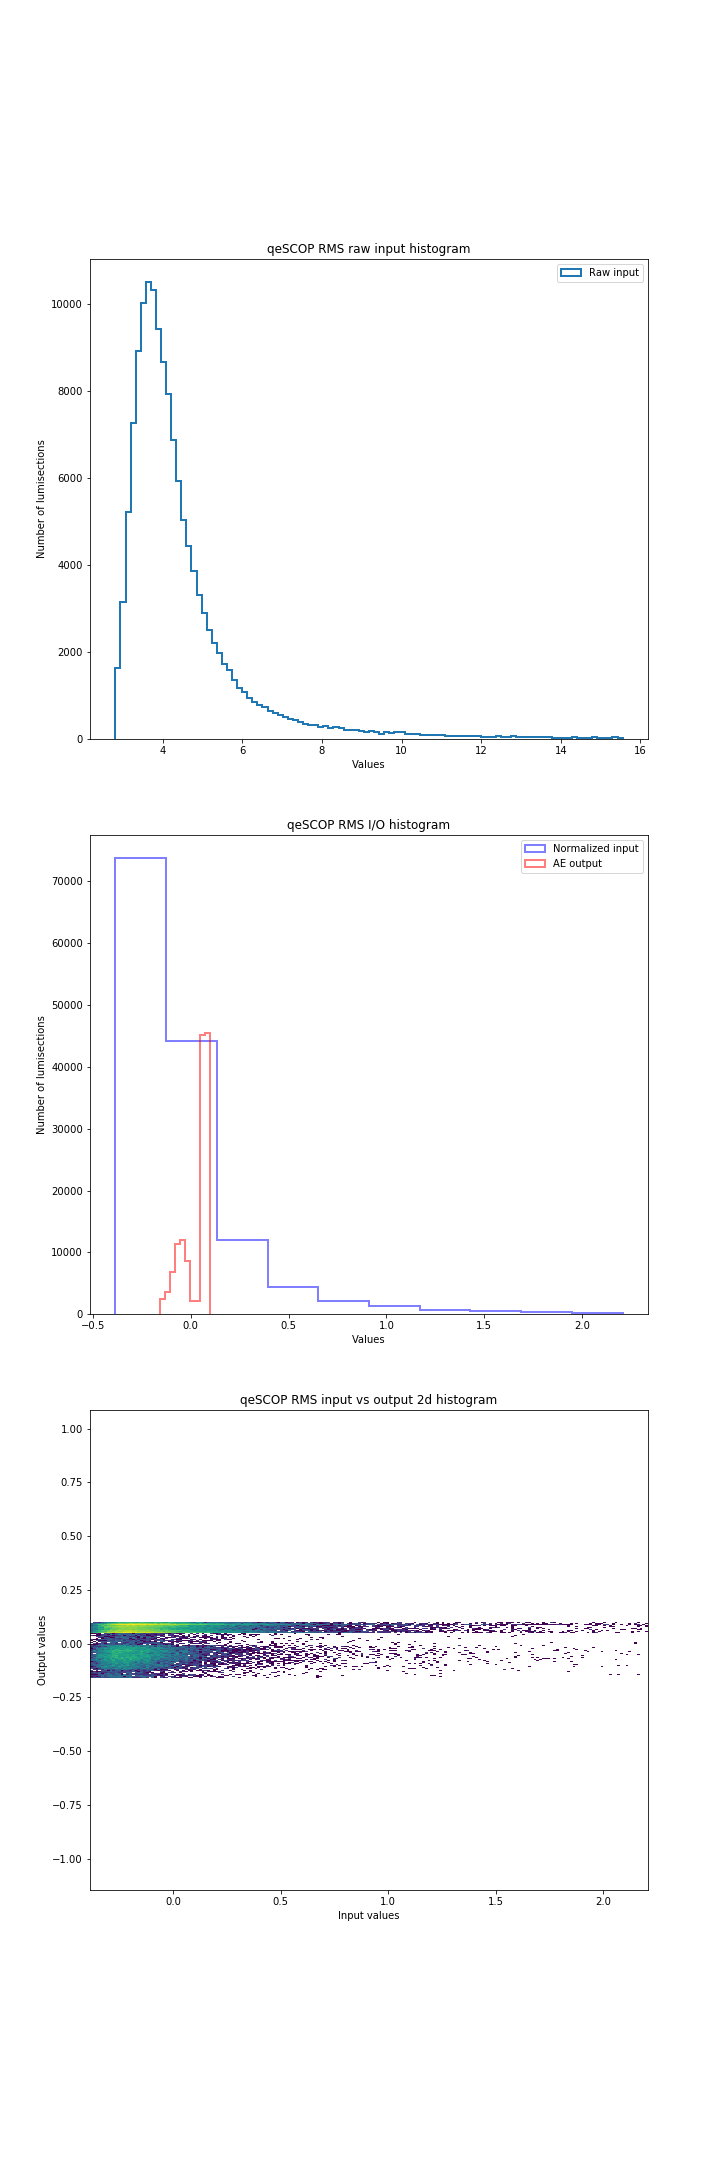 qeSCOP RMS raw input histogram
Raw input
10000
8000
6000
4000
2000
0
Number of lumisections
4 6 8 10 12 14 16
Values
qeSCOP RMS I/O histogram
Normalized input
AE output
70000
60000
50000
40000
30000
20000
10000
0
Number of lumisections
−0.5 0.0 0.5 1.0 1.5 2.0
Values
qeSCOP RMS input vs output 2d histogram
1.00
0.75
0.50
0.25
0.00
−0.25
−0.50
−0.75
−1.00
Output values
0.0 0.5 1.0 1.5 2.0
Input values